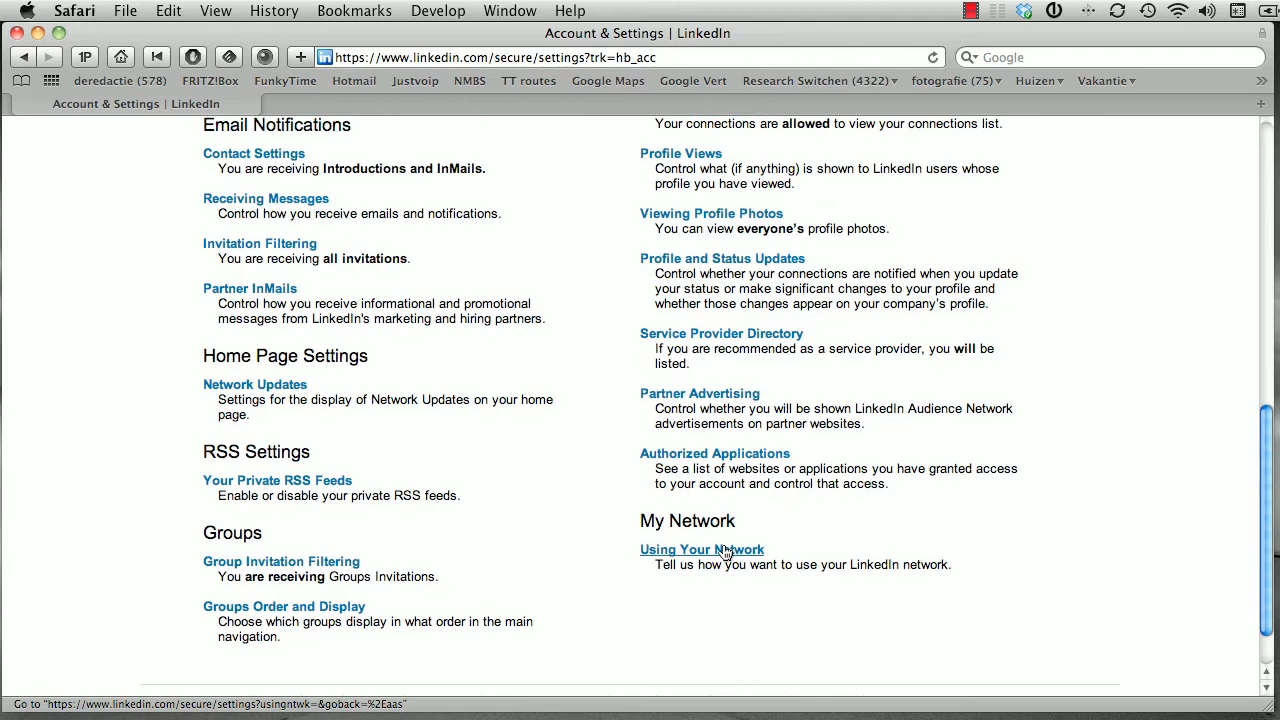 Safari File Edit View History Bookmarks Develop Window Help
Account & Settings | LinkedIn
1P https://www.linkedin.com/secure/settings?trk=hb_acc Google
deredactie (578) FRITZ!Box FunkyTime Hotmail Justvoip NMBS TT routes Google Maps Google Vert Research Switchen (4322) fotografie (75) Huizen Vakantie
Account & Settings | LinkedIn
Email Notifications
Contact Settings
You are receiving Introductions and InMails.
Receiving Messages
Control how you receive emails and notifications.
Invitation Filtering
You are receiving all invitations.
Partner InMails
Control how you receive informational and promotional
messages from LinkedIn's marketing and hiring partners.
Home Page Settings
Network Updates
Settings for the display of Network Updates on your home
page.
RSS Settings
Your Private RSS Feeds
Enable or disable your private RSS feeds.
Groups
Group Invitation Filtering
You are receiving Groups Invitations.
Groups Order and Display
Choose which groups display in what order in the main
navigation.
Your connections are allowed to view your connections list.
Profile Views
Control what (if anything) is shown to LinkedIn users whose
profile you have viewed.
Viewing Profile Photos
You can view everyone's profile photos.
Profile and Status Updates
Control whether your connections are notified when you update
your status or make significant changes to your profile and
whether those changes appear on your company's profile.
Service Provider Directory
If you are recommended as a service provider, you will be
listed.
Partner Advertising
Control whether you will be shown LinkedIn Audience Network
advertisements on partner websites.
Authorized Applications
See a list of websites or applications you have granted access
to your account and control that access.
My Network
Using Your Network
Tell us how you want to use your LinkedIn network.
Go to "https://www.linkedin.com/secure/settings?usingntwk=&goback=%2Eaas"